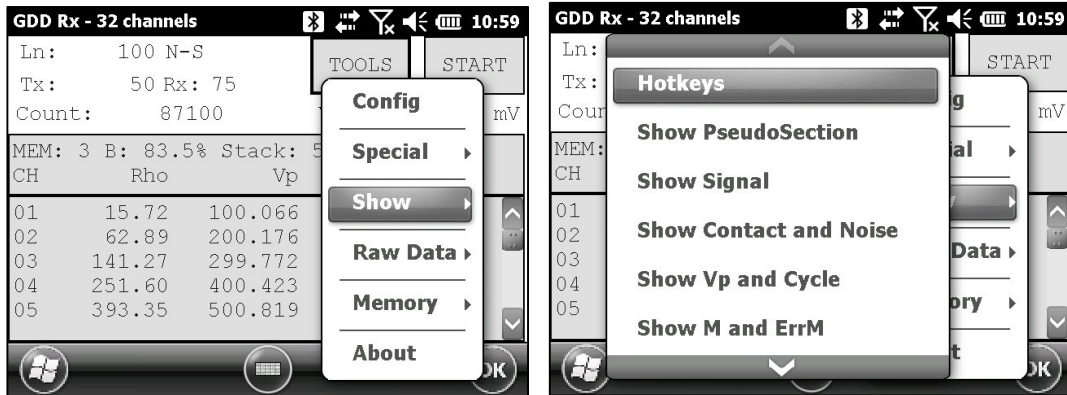 GDD Rx - 32 channels 10:59
Ln: 100 N-S
Tx: 50 Rx: 75
Count: 87100
TOOLS START
mV
MEM: 3 B: 83.5% Stack: 5
CH Rho Vp
01 15.72 100.066
02 62.89 200.176
03 141.27 299.772
04 251.60 400.423
05 393.35 500.819
Config
Special
Show
Raw Data
Memory
About
OK
GDD Rx - 32 channels 10:59
Ln:
Tx:
Cour
START
mV
MEM:
CH
01
02
03
04
05
Hotkeys
Show PseudoSection
Show Signal
Show Contact and Noise
Show Vp and Cycle
Show M and ErrM
g
ial
Data
ory
t
OK